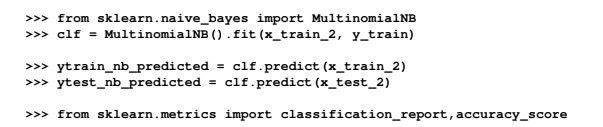 >>> from sklearn.naive_bayes import MultinomialNB
>>> clf = MultinomialNB().fit(x_train_2, y_train)
>>> ytrain_nb_predicted = clf.predict(x_train_2)
>>> ytest_nb_predicted = clf.predict(x_test_2)
>>> from sklearn.metrics import classification_report,accuracy_score